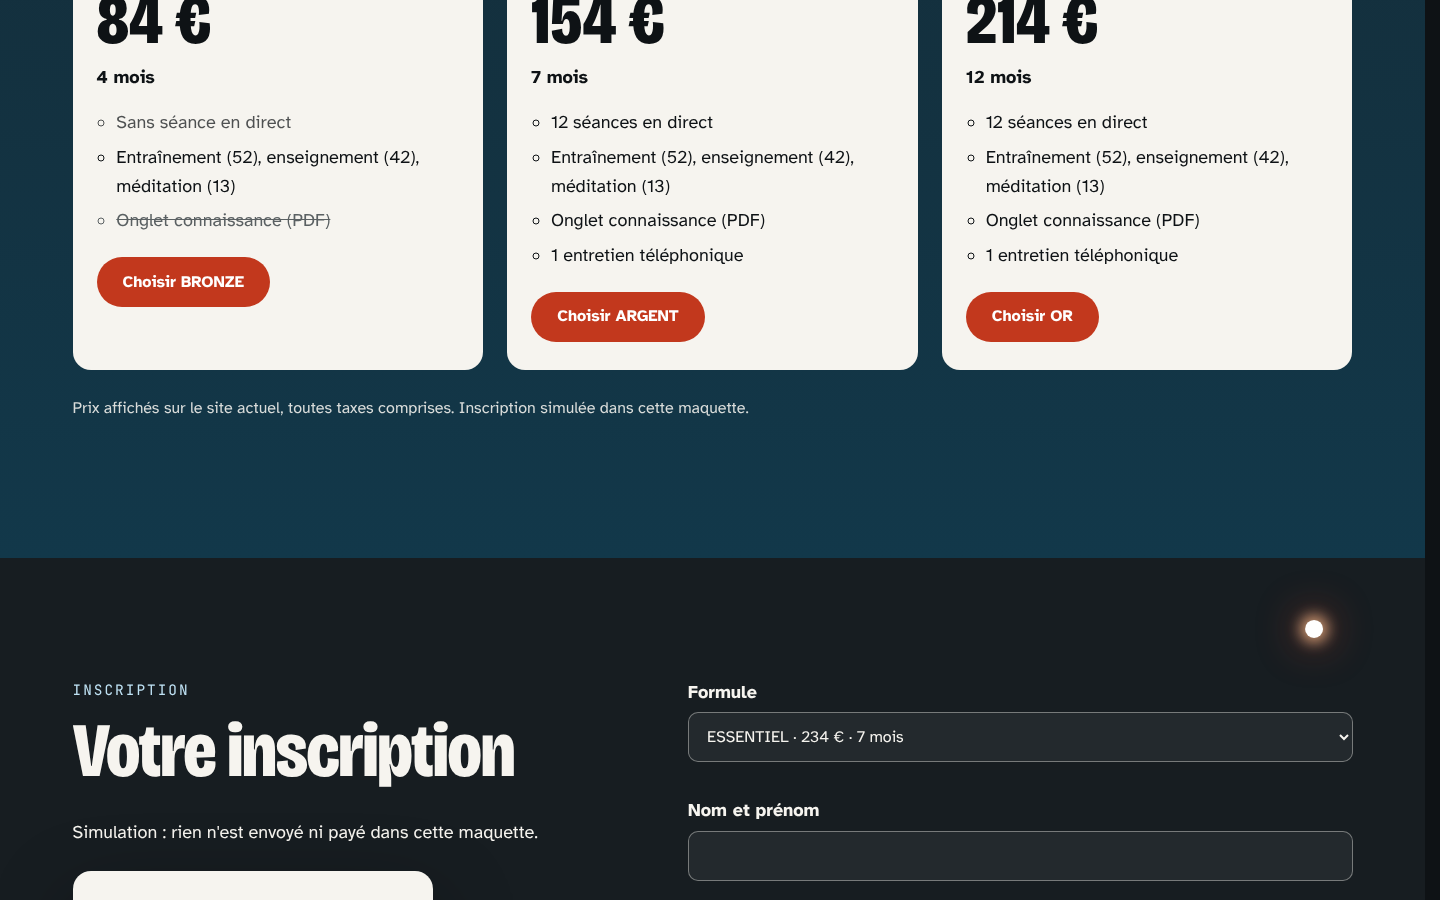 84 €
4 mois
Sans séance en direct
Entraînement (52), enseignement (42),
méditation (13)
Onglet connaissance (PDF)
Choisir BRONZE
154 €
7 mois
12 séances en direct
Entraînement (52), enseignement (42),
méditation (13)
Onglet connaissance (PDF)
1 entretien téléphonique
Choisir ARGENT
214 €
12 mois
12 séances en direct
Entraînement (52), enseignement (42),
méditation (13)
Onglet connaissance (PDF)
1 entretien téléphonique
Choisir OR
Prix affichés sur le site actuel, toutes taxes comprises. Inscription simulée dans cette maquette.
INSCRIPTION
Votre inscription
Simulation : rien n'est envoyé ni payé dans cette maquette.
Formule
ESSENTIEL · 234 € · 7 mois
Nom et prénom